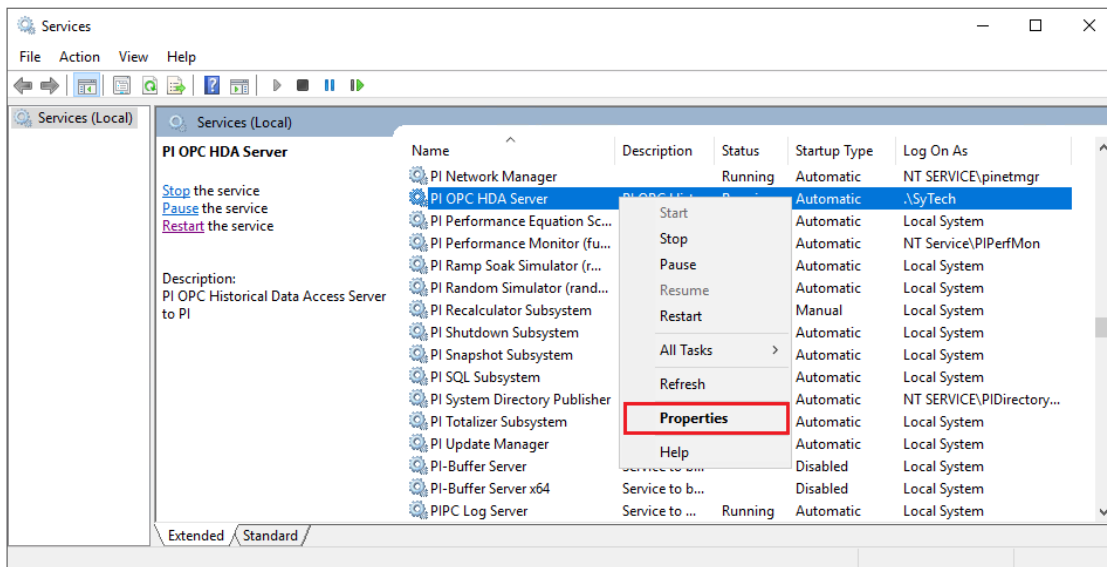 Services
File Action View Help
Services (Local)
Services (Local)
PI OPC HDA Server
Stop the service
Pause the service
Restart the service
Description:
PI OPC Historical Data Access Server
to PI
Name Description Status Startup Type Log On As
PI Network Manager Running Automatic NT SERVICE\pinetmgr
PI OPC HDA Server Automatic .\SyTech
PI Performance Equation Sc... Automatic Local System
PI Performance Monitor (fu... Automatic NT Service\PIPerfMon
PI Ramp Soak Simulator (r... Automatic Local System
PI Random Simulator (rand... Automatic Local System
PI Recalculator Subsystem Manual Local System
PI Shutdown Subsystem Automatic Local System
PI Snapshot Subsystem Automatic Local System
PI SQL Subsystem Automatic Local System
PI System Directory Publisher Automatic NT SERVICE\PIDirectory...
PI Totalizer Subsystem Automatic Local System
PI Update Manager Automatic Local System
PI-Buffer Server Disabled Local System
PI-Buffer Server x64 Service to b... Disabled Local System
PIPC Log Server Service to ... Running Automatic Local System
Start
Stop
Pause
Resume
Restart
All Tasks
Refresh
Properties
Help
Extended Standard